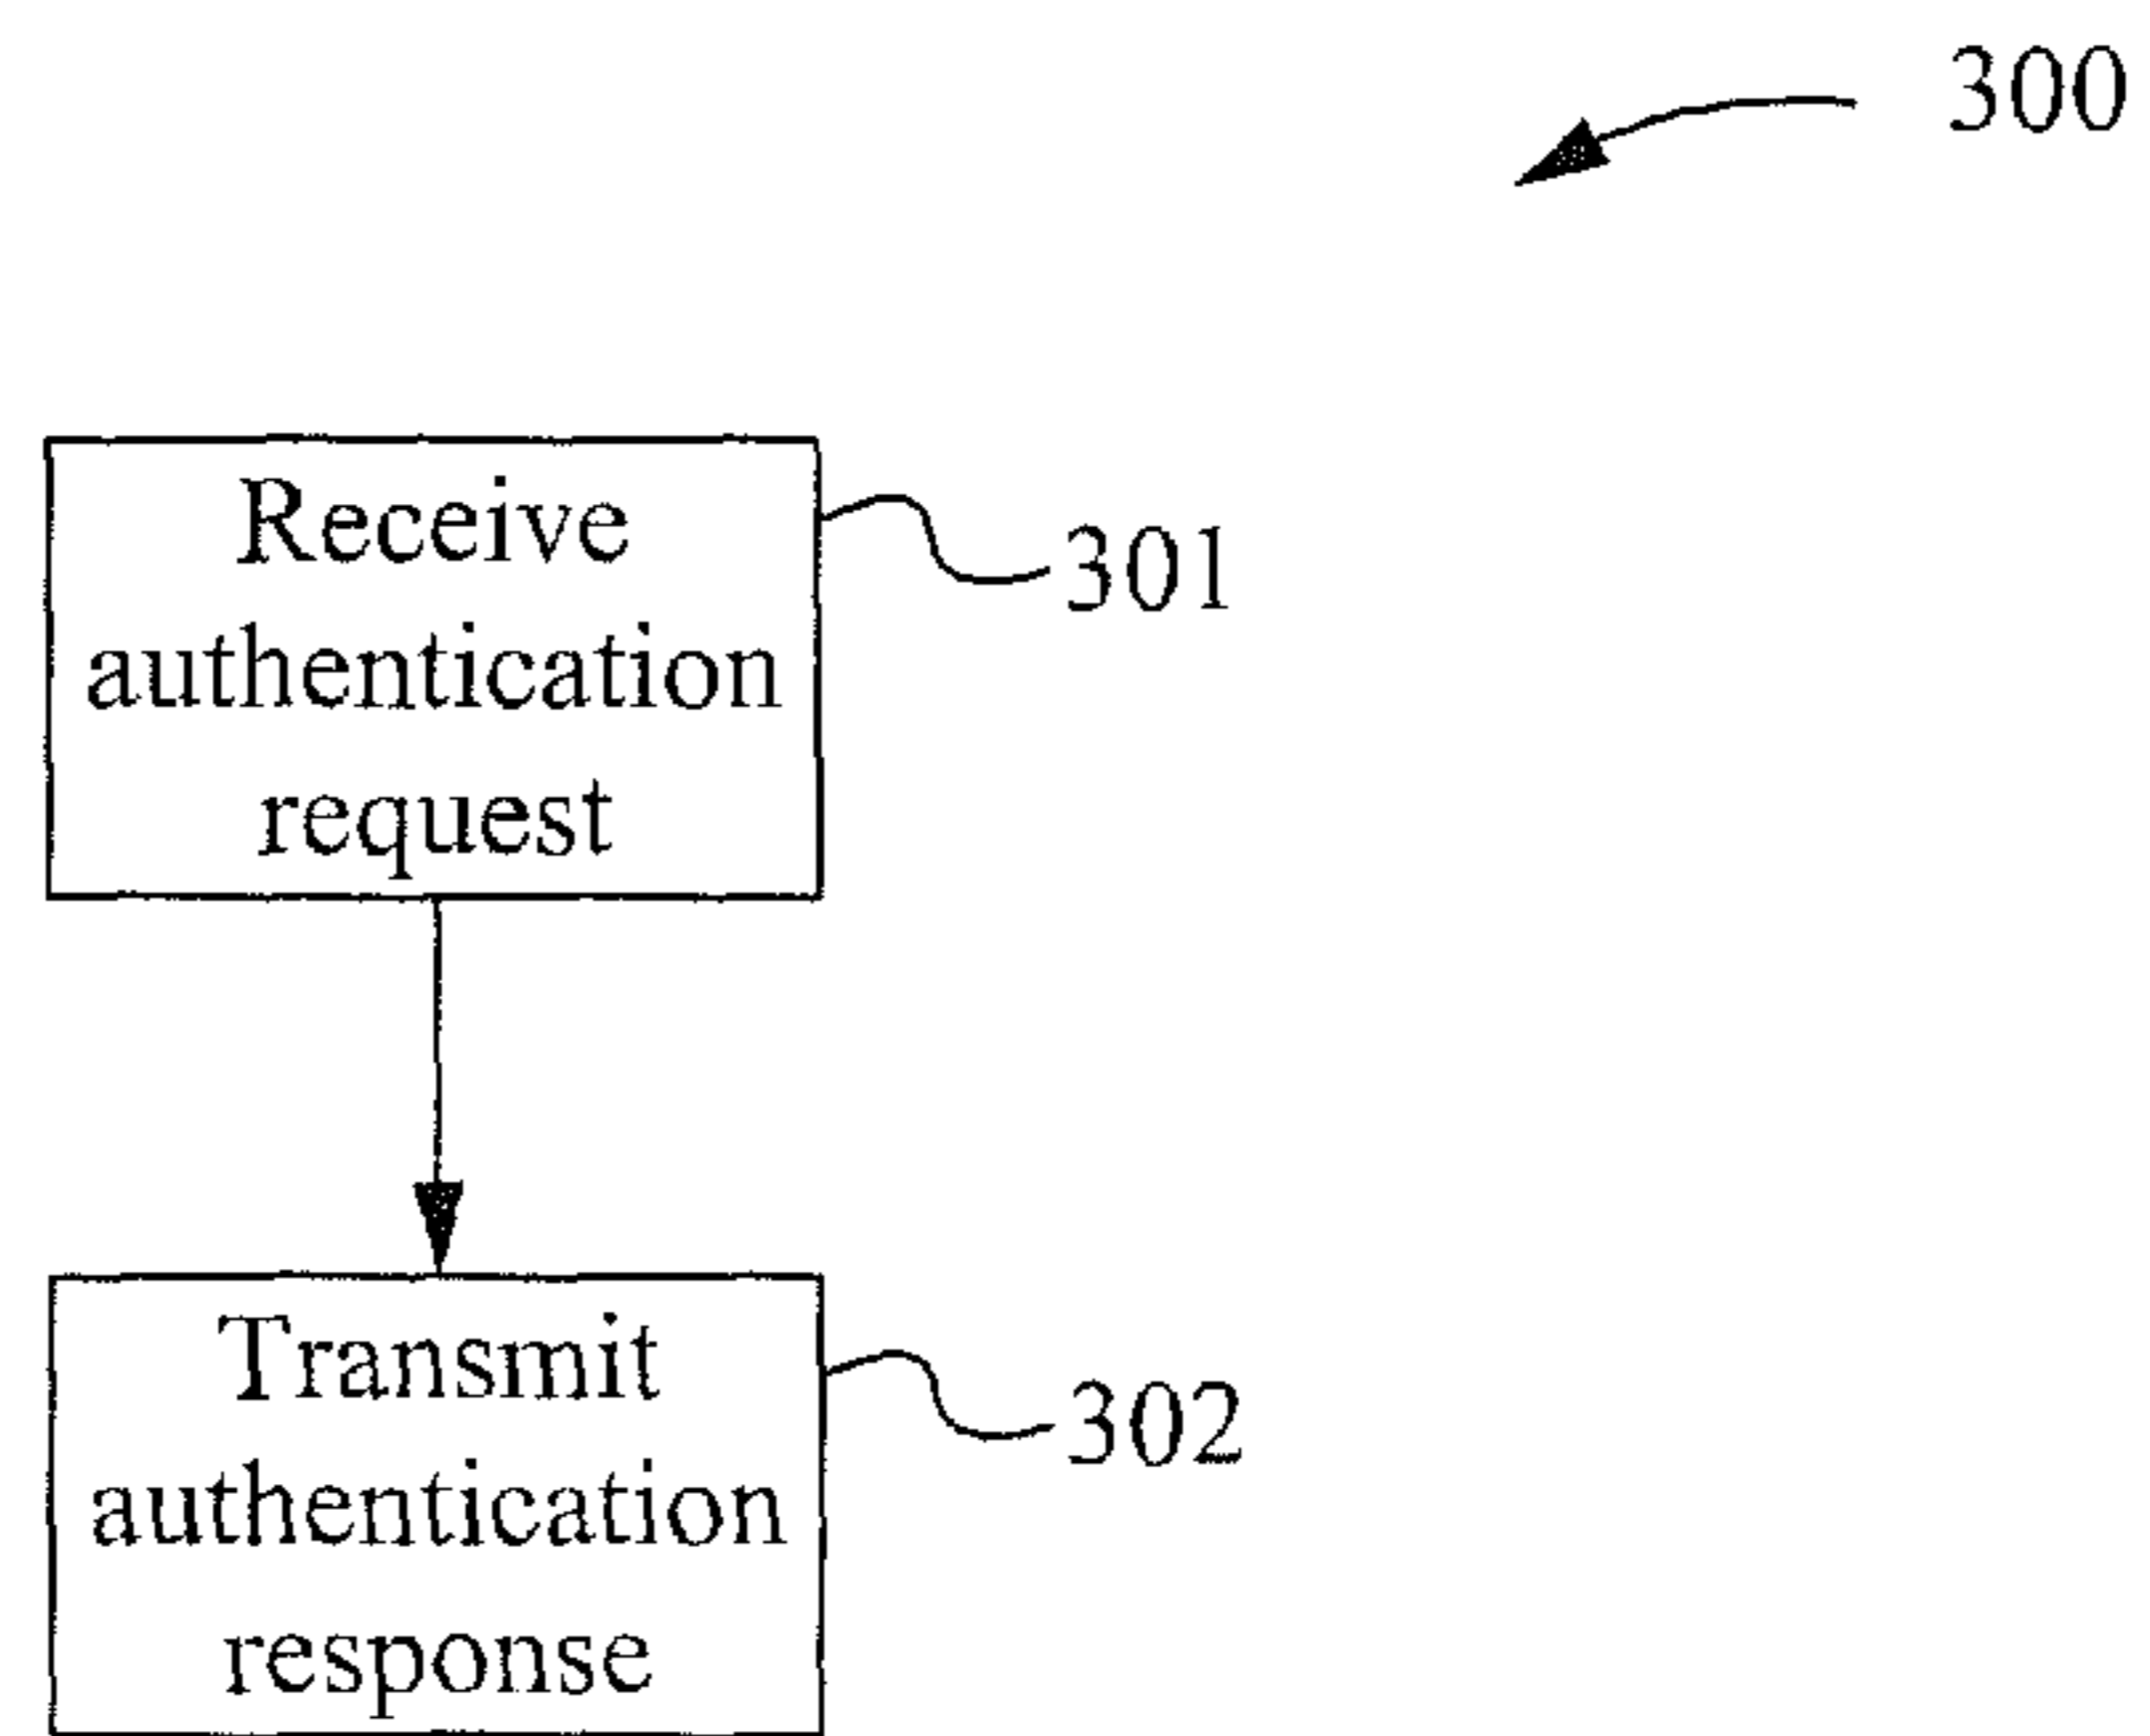 300
Receive
authentication
request
301
Transmit
authentication
response
302